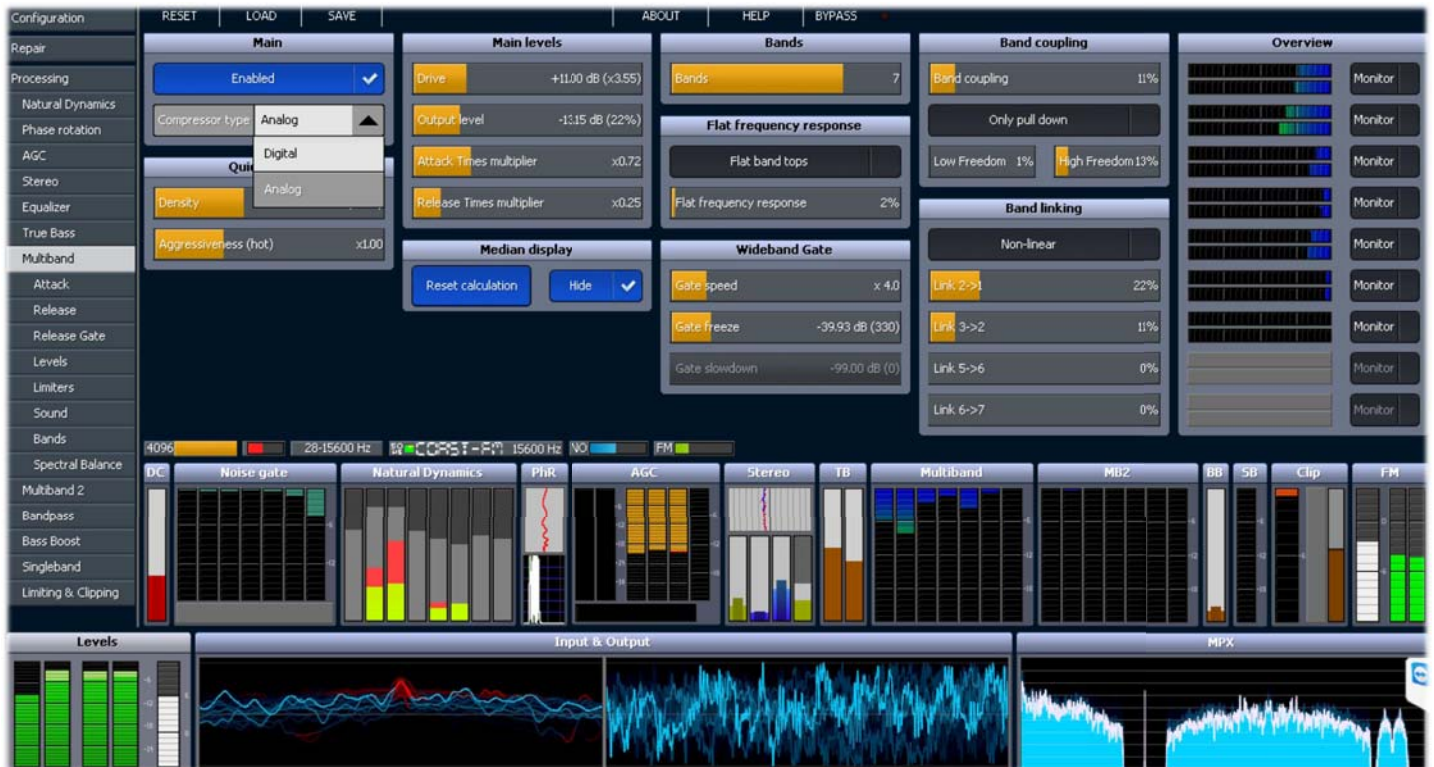 Configuration
Repair
Processing
Natural Dynamics
Phase rotation
AGC
Stereo
Equalizer
True Bass
Multiband
Attack
Release
Release Gate
Levels
Limiters
Sound
Bands
Spectral Balance
Multiband 2
Bandpass
Bass Boost
Singleband
Limiting & Clipping
RESET LOAD SAVE ABOUT HELP BYPASS
Main
Enabled
Compressor type Analog
Digital
Analog
Density
Aggressiveness (hot) x1.00
Main levels
Drive +11.00 dB (x3.55)
Output level -13.15 dB (22%)
Attack Times multiplier x0.72
Release Times multiplier x0.25
Median display
Reset calculation Hide
Bands
Bands 7
Flat frequency response
Flat band tops
Flat frequency response 2%
Wideband Gate
Gate speed x 4.0
Gate freeze -39.93 dB (330)
Gate slowdown -99.00 dB (0)
Band coupling
Band coupling 11%
Only pull down
Low Freedom 1% High Freedom 13%
Band linking
Non-linear
Link 2->1 22%
Link 3->2 11%
Link 5->6 0%
Link 6->7 0%
Overview
Monitor
Monitor
Monitor
Monitor
Monitor
Monitor
Monitor
Monitor
Monitor
4096 28-15600 Hz COAST-FM 15600 Hz NO FM
DC Noise gate Natural Dynamics PhR AGC Stereo TB Multiband MB2 BB SB Clip FM
Levels Input & Output MPX